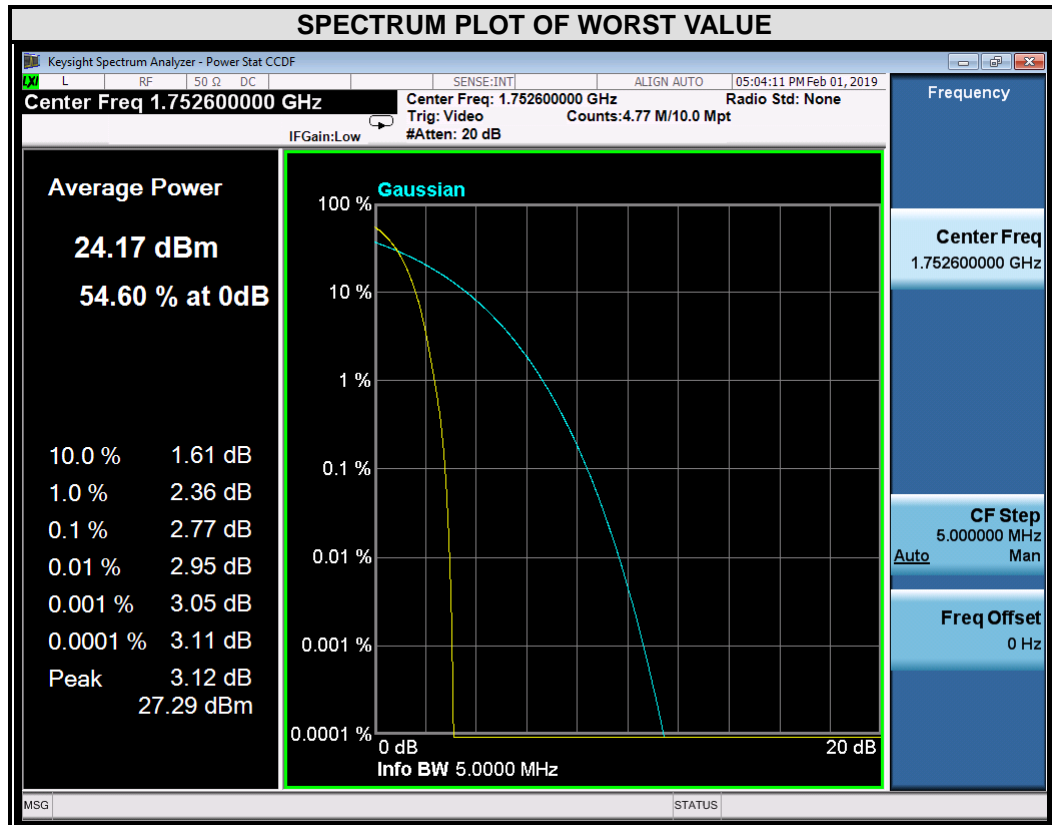 SPECTRUM PLOT OF WORST VALUE
Keysight Spectrum Analyzer - Power Stat CCDF
LXI L RF 50 Ω DC SENSE:INT ALIGN AUTO 05:04:11 PM Feb 01, 2019
Center Freq 1.752600000 GHz
Center Freq: 1.752600000 GHz Radio Std: None
Trig: Video Counts:4.77 M/10.0 Mpt
IFGain:Low #Atten: 20 dB
Average Power
24.17 dBm
54.60 % at 0dB
10.0 % 1.61 dB
1.0 % 2.36 dB
0.1 % 2.77 dB
0.01 % 2.95 dB
0.001 % 3.05 dB
0.0001 % 3.11 dB
Peak 3.12 dB
27.29 dBm
Gaussian
100 %
10 %
1 %
0.1 %
0.01 %
0.001 %
0.0001 %
0 dB 20 dB
Info BW 5.0000 MHz
Frequency
Center Freq
1.752600000 GHz
CF Step
5.000000 MHz
Auto Man
Freq Offset
0 Hz
MSG STATUS